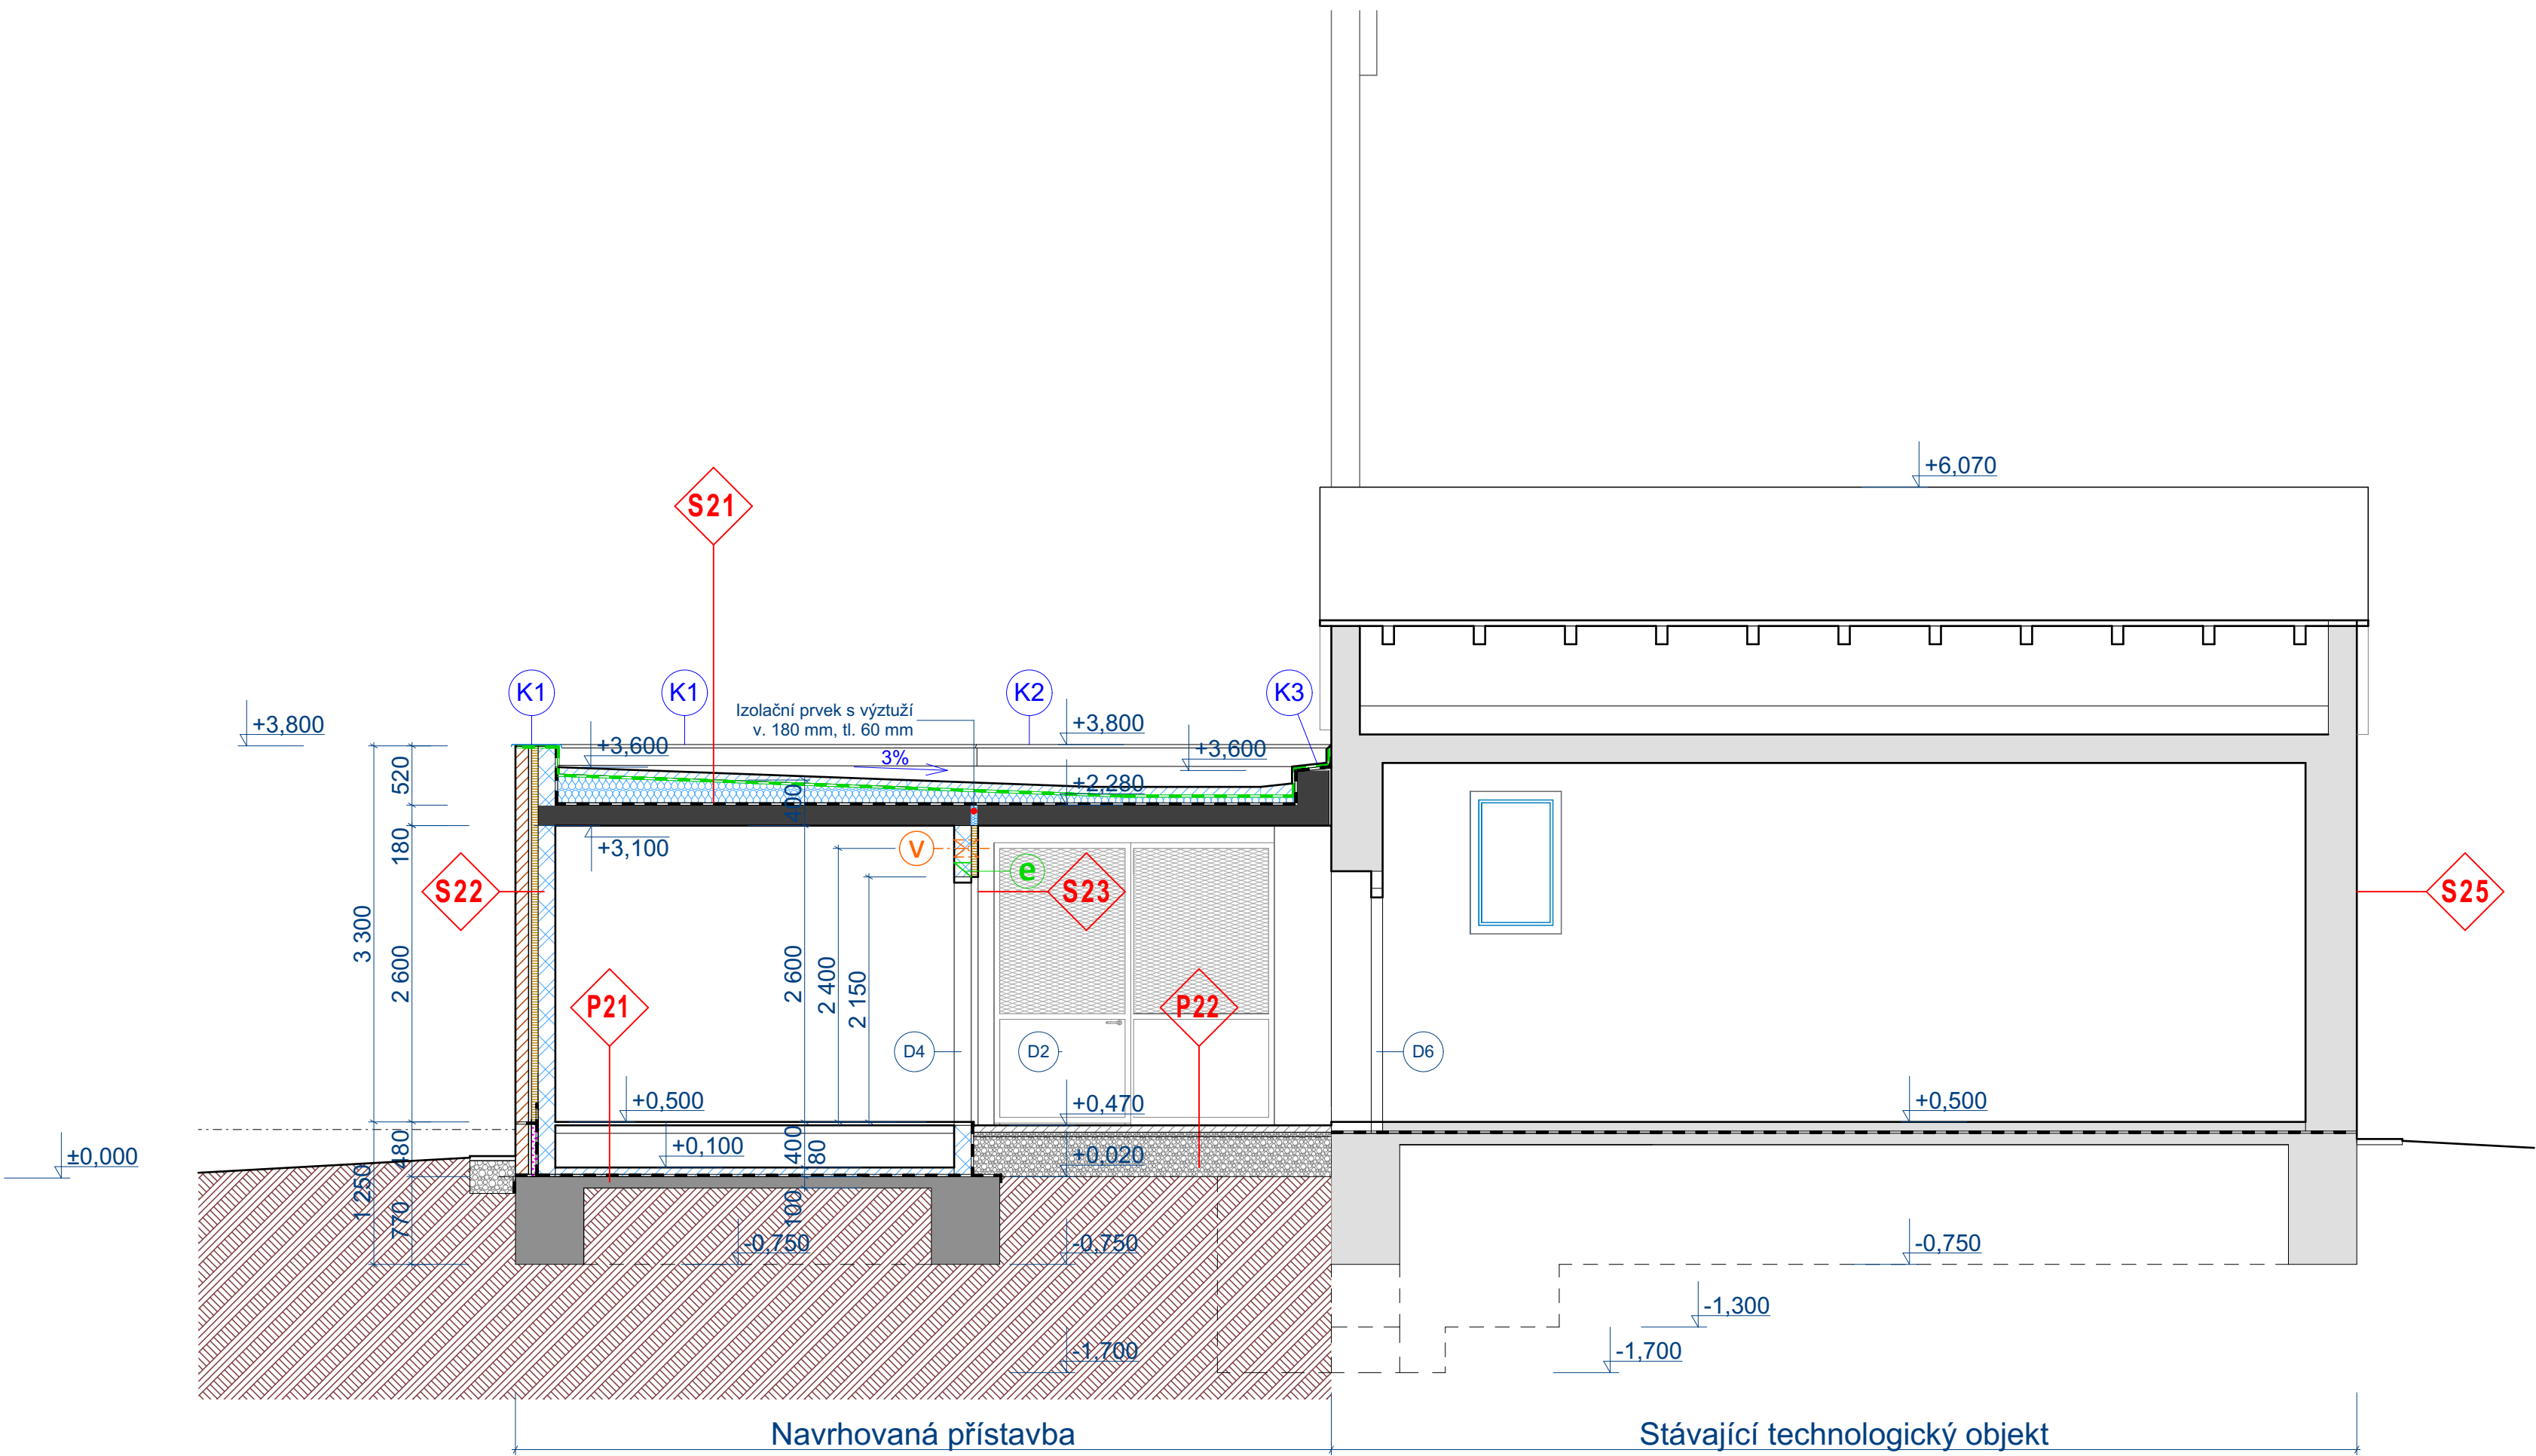 +6,070
S21
K1
K1
K2
K3
Izolační prvek s výztuží
v. 180 mm, tl. 60 mm
+3,800
+3,800
+3,600
+3,600
3%
520
400
+2,280
180
+3,100
V
e
S22
S23
S25
3 300
2 600
2 600
2 400
2 150
P21
P22
D4
D2
D6
+0,500
+0,470
+0,500
±0,000
480
+0,100
400
80
+0,020
1 250
770
100
-0,750
-0,750
-0,750
-1,300
-1,700
-1,700
Navrhovaná přístavba
Stávající technologický objekt